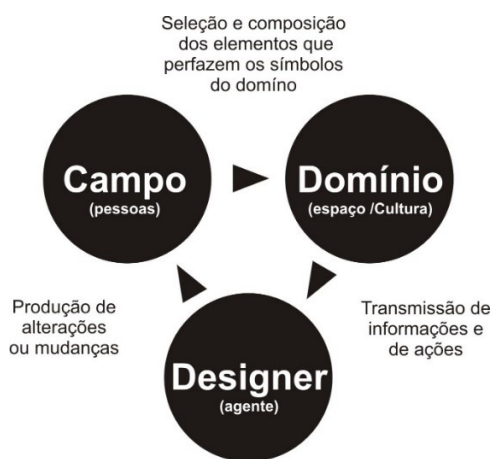 Seleção e composição
dos elementos que
perfazem os símbolos
do domíno
Campo
(pessoas)
Domínio
(espaço /Cultura)
Produção de
alterações
ou mudanças
Transmissão de
informações e
de ações
Designer
(agente)